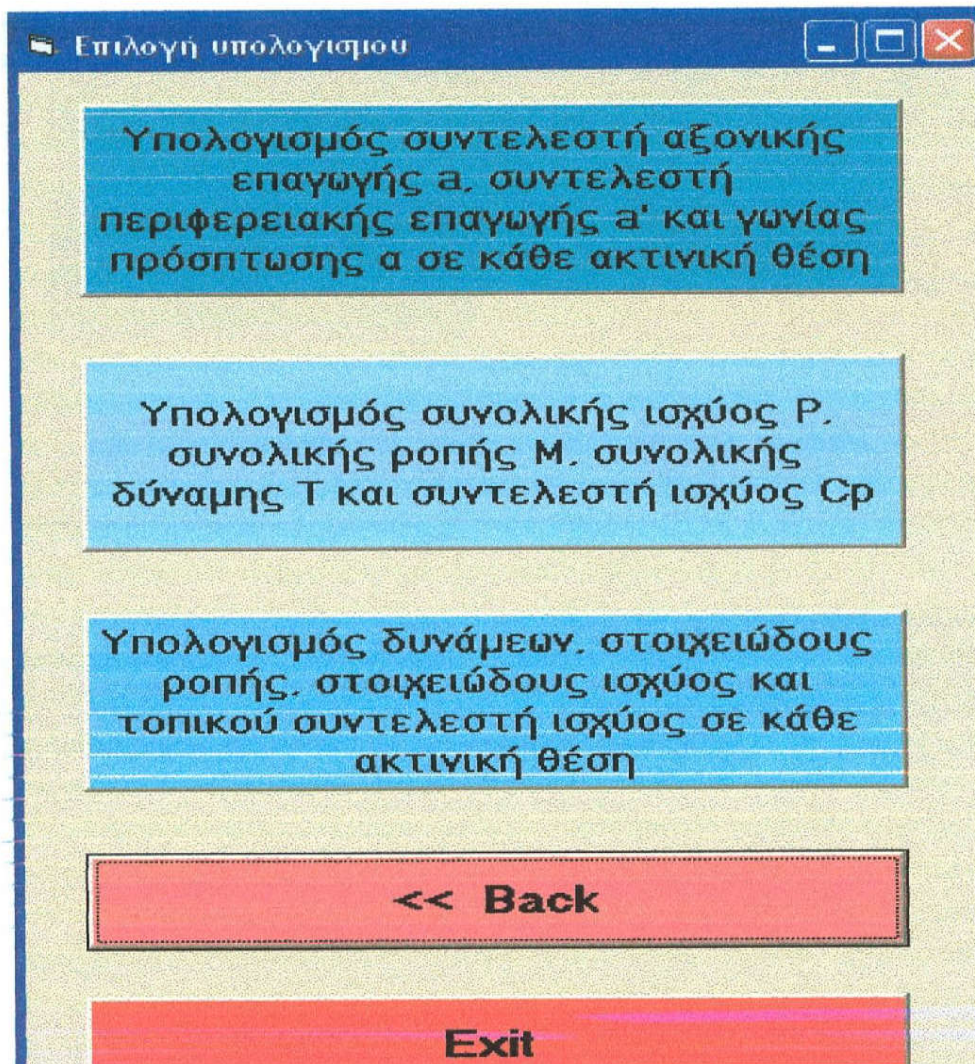 Επιλογή υπολογισμού
Υπολογισμός συντελεστή αξονικής
επαγωγής a, συντελεστή
περιφερειακής επαγωγής a' και γωνίας
πρόσπτωσης α σε κάθε ακτινική θέση
Υπολογισμός συνολικής ισχύος P,
συνολικής ροπής M, συνολικής
δύναμης T και συντελεστή ισχύος Cp
Υπολογισμός δυνάμεων, στοιχειώδους
ροπής, στοιχειώδους ισχύος και
τοπικού συντελεστή ισχύος σε κάθε
ακτινική θέση
<< Back
Exit